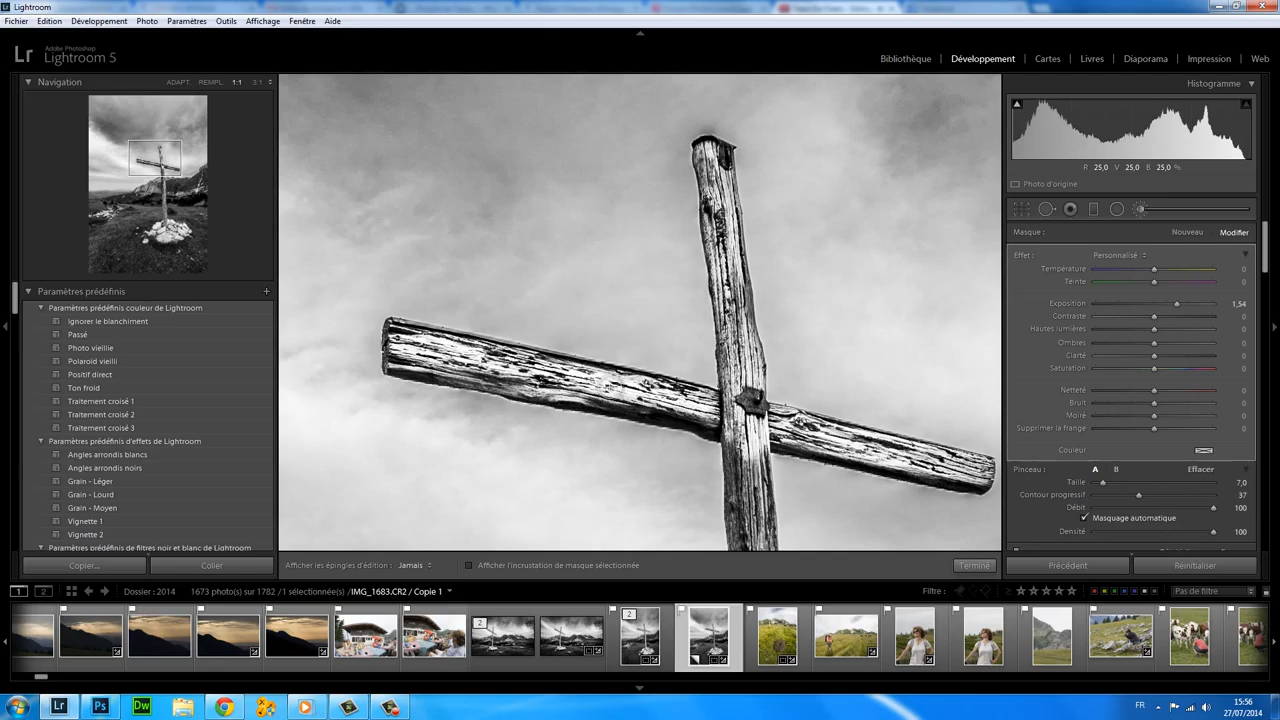 Lightroom
Fichier Edition Développement Photo Paramètres Outils Affichage Fenêtre Aide
Lr Adobe Photoshop
Lightroom 5
Bibliothèque Développement Cartes Livres Diaporama Impression Web
Navigation ADAPT. REMPL. 1:1 3:1
Paramètres prédéfinis +
Paramètres prédéfinis couleur de Lightroom
Ignorer le blanchiment
Passé
Photo vieillie
Polaroïd vieilli
Positif direct
Ton froid
Traitement croisé 1
Traitement croisé 2
Traitement croisé 3
Paramètres prédéfinis d'effets de Lightroom
Angles arrondis blancs
Angles arrondis noirs
Grain - Léger
Grain - Lourd
Grain - Moyen
Vignette 1
Vignette 2
Paramètres prédéfinis de filtres noir et blanc de Lightroom
Copier... Coller
Afficher les épingles d'édition : Jamais Afficher l'incrustation de masque sélectionnée Terminé
Histogramme
R 25,0 V 25,0 B 25,0 %
Photo d'origine
Masque : Nouveau Modifier
Effet : Personnalisé
Température 0
Teinte 0
Exposition 1,54
Contraste 0
Hautes lumières 0
Ombres 0
Clarté 0
Saturation 0
Netteté 0
Bruit 0
Moiré 0
Supprimer la frange 0
Couleur
Pinceau : A B Effacer
Taille 7,0
Contour progressif 37
Débit 100
Masquage automatique
Densité 100
Précédent Réinitialiser
1 2 Dossier : 2014 1673 photo(s) sur 1782 / 1 sélectionnée(s) / IMG_1683.CR2 / Copie 1 Filtre : Pas de filtre
2 2
Lr Ps Dw FR 15:56
27/07/2014